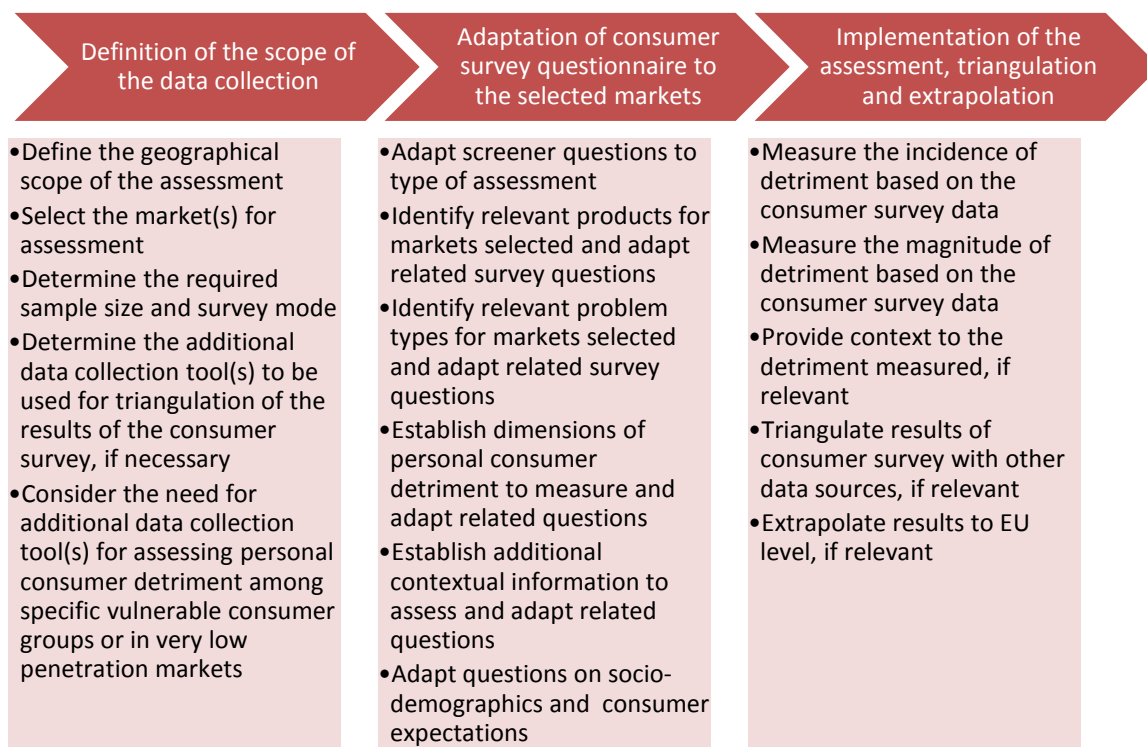 Definition of the scope of
the data collection
•Define the geographical
scope of the assessment
•Select the market(s) for
assessment
•Determine the required
sample size and survey mode
•Determine the additional
data collection tool(s) to be
used for triangulation of the
results of the consumer
survey, if necessary
•Consider the need for
additional data collection
tool(s) for assessing personal
consumer detriment among
specific vulnerable consumer
groups or in very low
penetration markets
Adaptation of consumer
survey questionnaire to
the selected markets
•Adapt screener questions to
type of assessment
•Identify relevant products for
markets selected and adapt
related survey questions
•Identify relevant problem
types for markets selected
and adapt related survey
questions
•Establish dimensions of
personal consumer
detriment to measure and
adapt related questions
•Establish additional
contextual information to
assess and adapt related
questions
•Adapt questions on socio-
demographics and consumer
expectations
Implementation of the
assessment, triangulation
and extrapolation
•Measure the incidence of
detriment based on the
consumer survey data
•Measure the magnitude of
detriment based on the
consumer survey data
•Provide context to the
detriment measured, if
relevant
•Triangulate results of
consumer survey with other
data sources, if relevant
•Extrapolate results to EU
level, if relevant